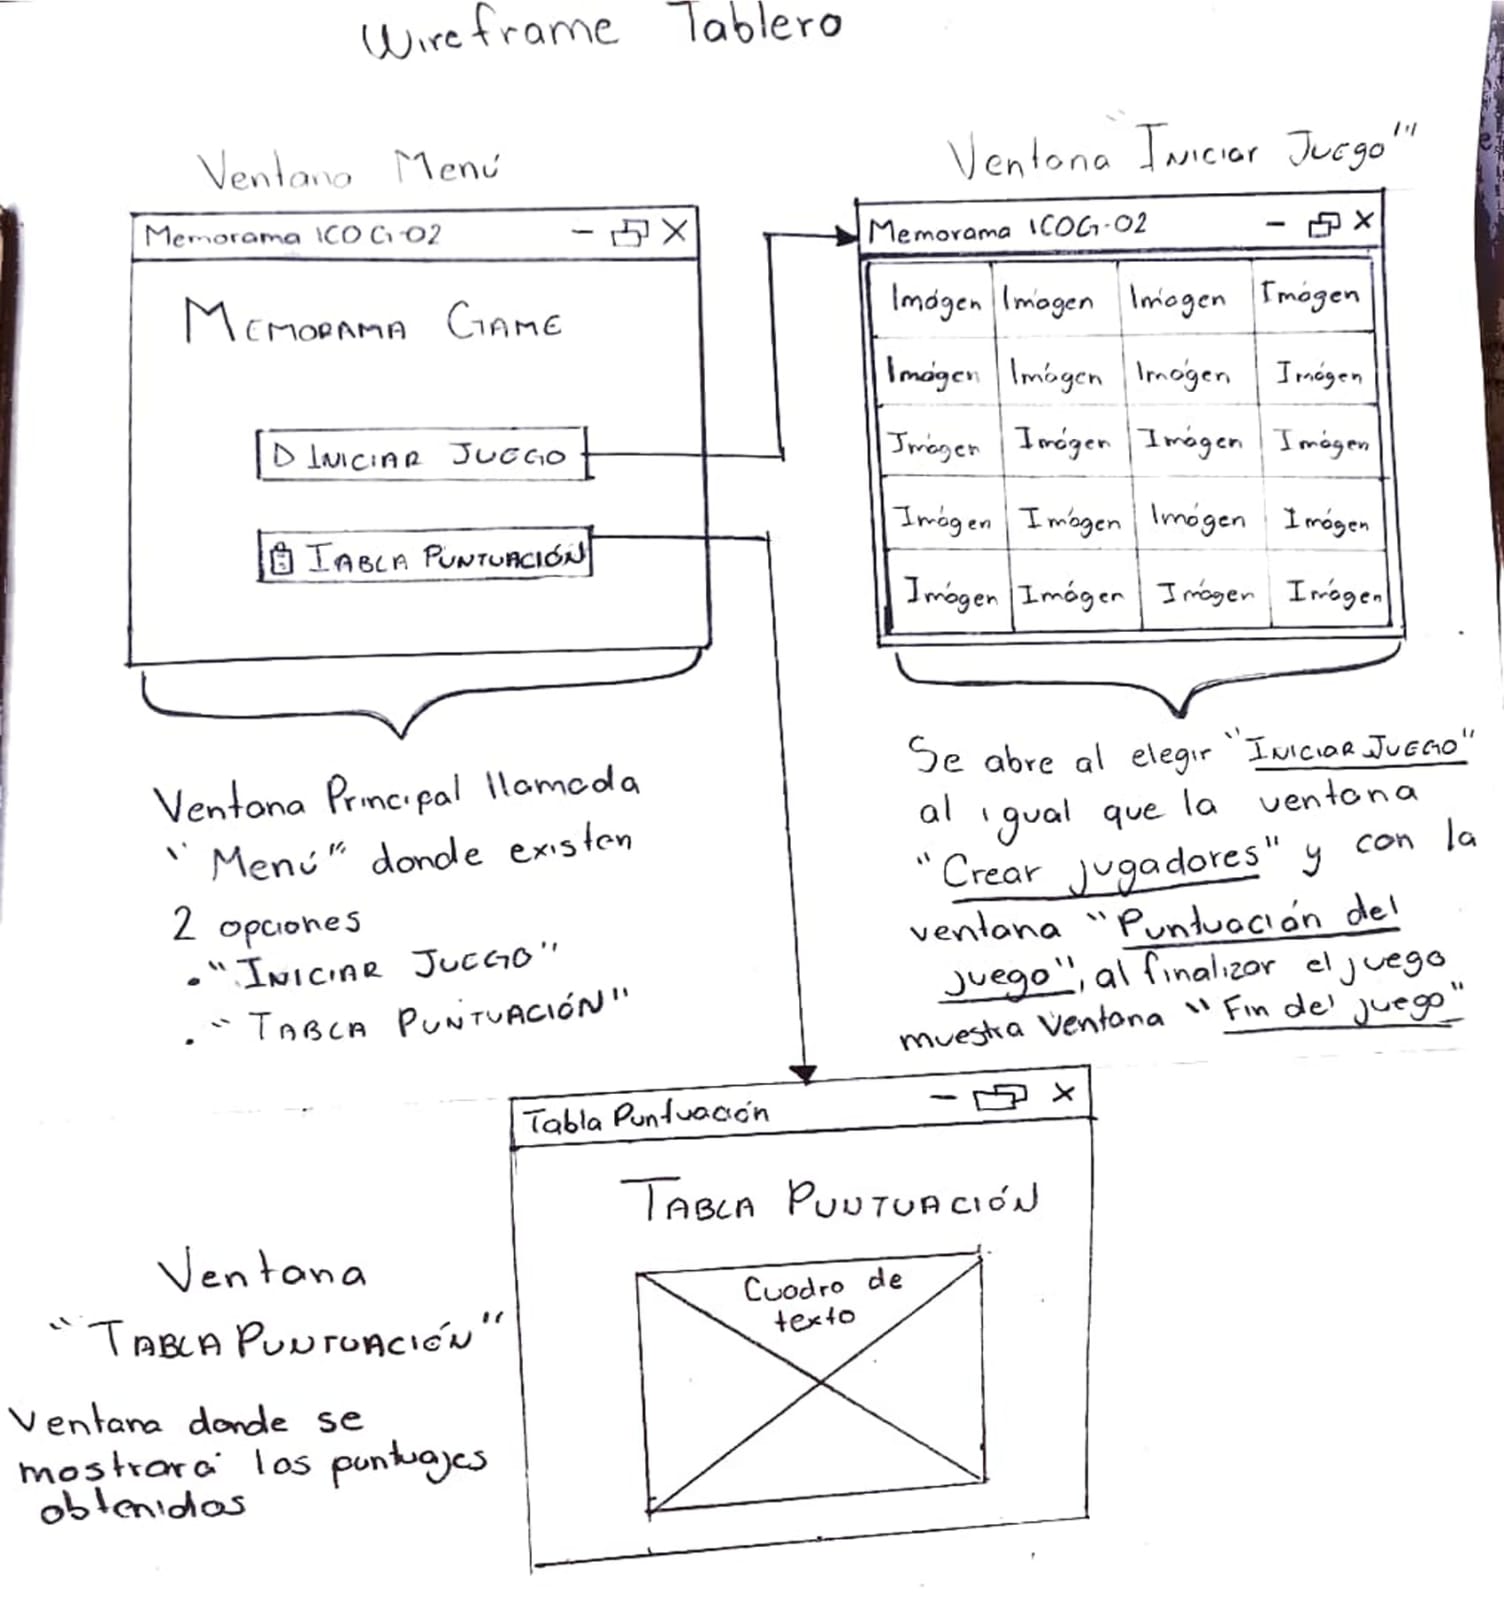 Wireframe Tablero
Ventana Menú
Memorama ICOG-02
MEMORAMA GAME
INICIAR JUEGO
TABLA PUNTUACIÓN
Ventana Principal llamada
"Menú" donde existen
2 opciones
."INICIAR JUEGO"
."TABLA PUNTUACIÓN"
Ventana "Iniciar Juego"
Memorama ICOG-02
Imágen Imágen Imágen Imágen
Imágen Imágen Imágen Imágen
Imágen Imágen Imágen Imágen
Imágen Imágen Imágen Imágen
Imágen Imágen Imágen Imágen
Se abre al elegir "INICIAR JUEGO"
al igual que la ventana
"Crear jugadores" y con la
ventana "Puntuación del
juego", al finalizar el juego
muestra Ventana "Fin del juego"
Tabla Puntuación
TABLA PUNTUACIÓN
Cuadro de
texto
Ventana
"TABLA PUNTUACIÓN"
Ventana donde se
mostrará los puntajes
obtenidos